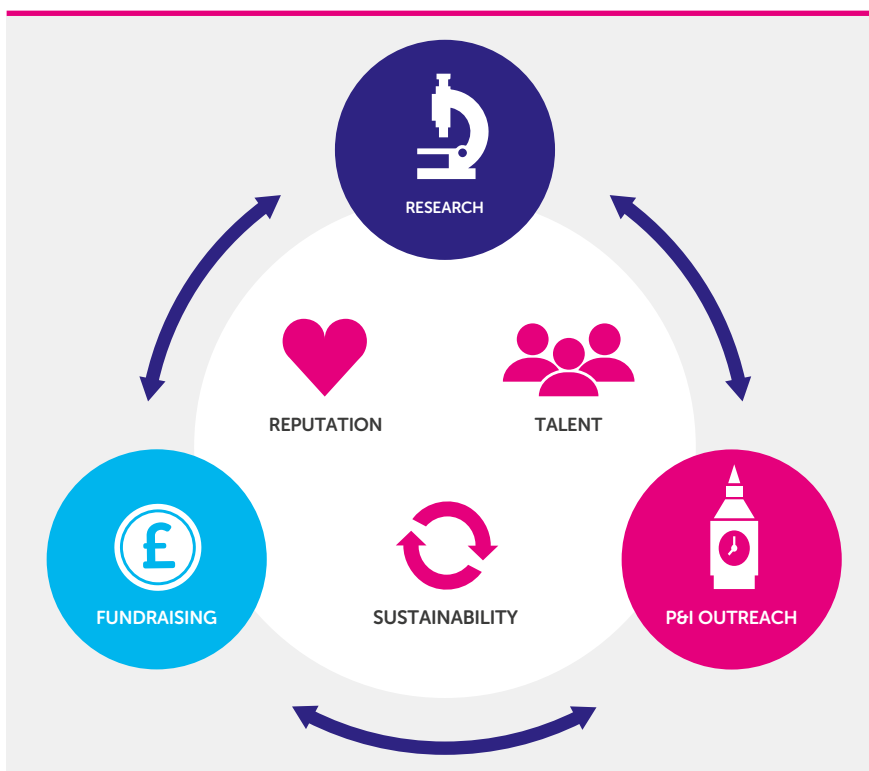 RESEARCH
REPUTATION
TALENT
£
FUNDRAISING
SUSTAINABILITY
P&I OUTREACH